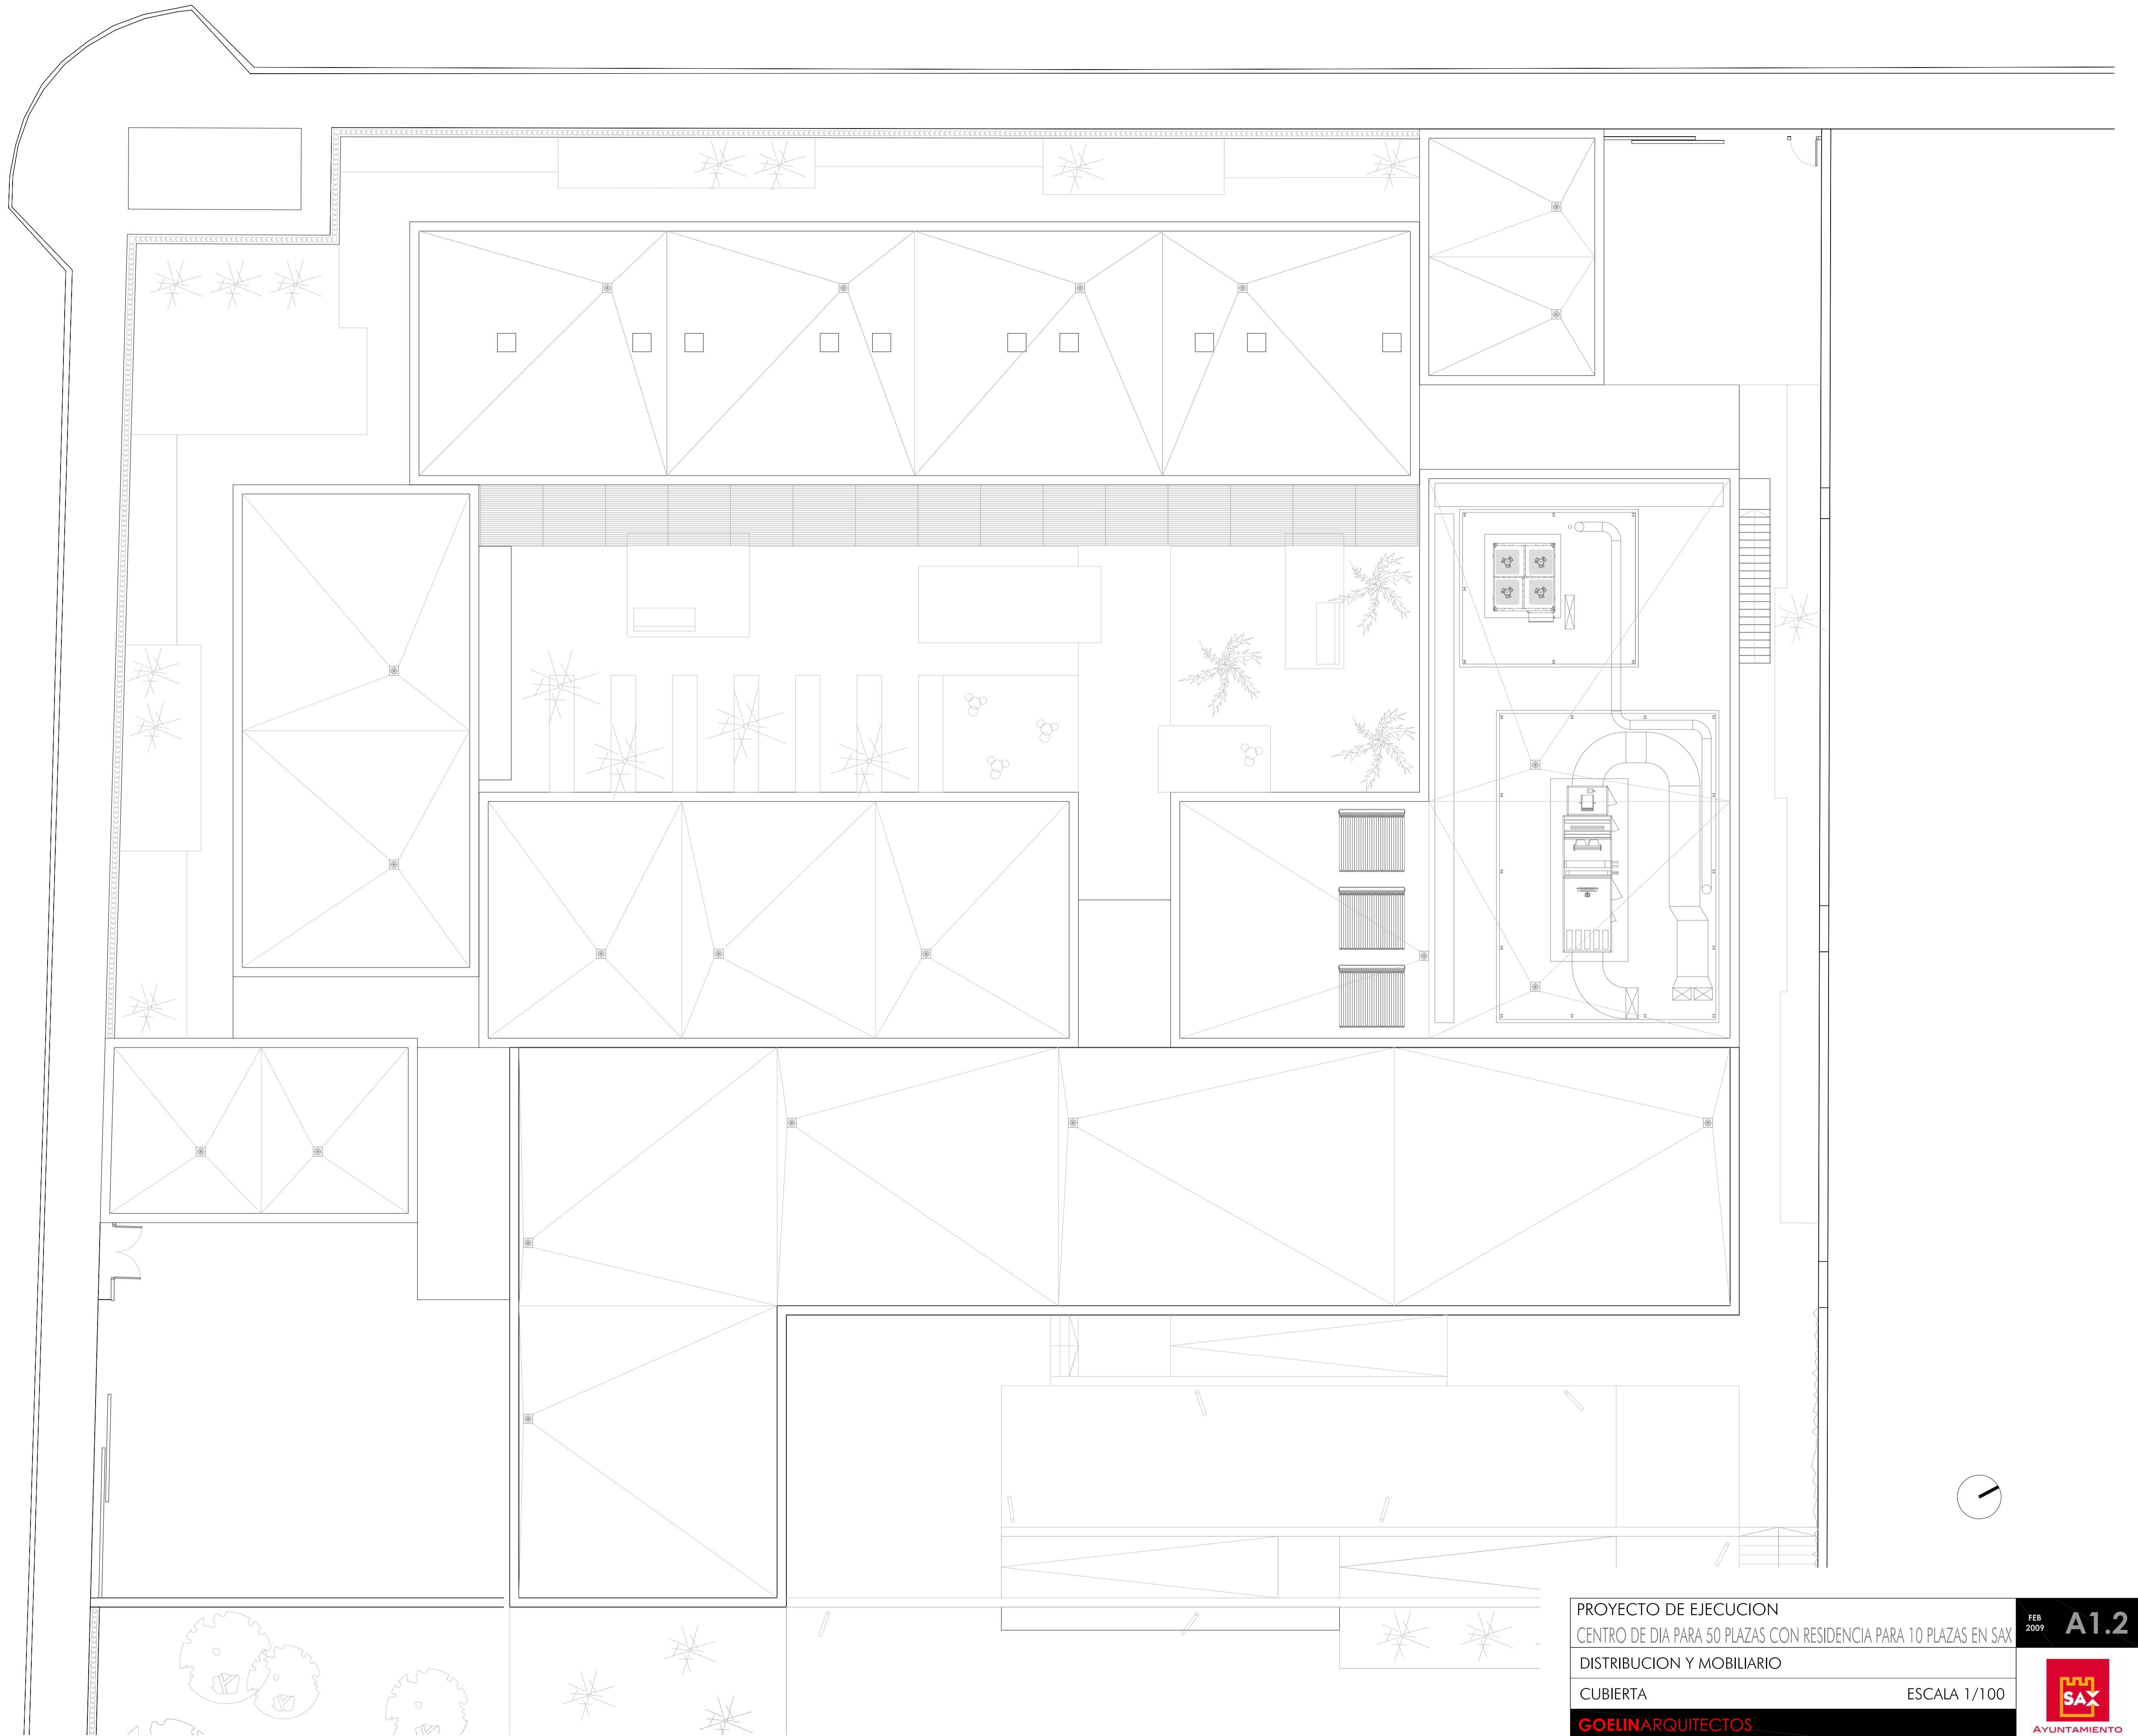 PROYECTO DE EJECUCION
CENTRO DE DIA PARA 50 PLAZAS CON RESIDENCIA PARA 10 PLAZAS EN SAX
FEB
2009
A1.2
DISTRIBUCION Y MOBILIARIO
CUBIERTA ESCALA 1/100
GOELINARQUITECTOS
SAX
AYUNTAMIENTO